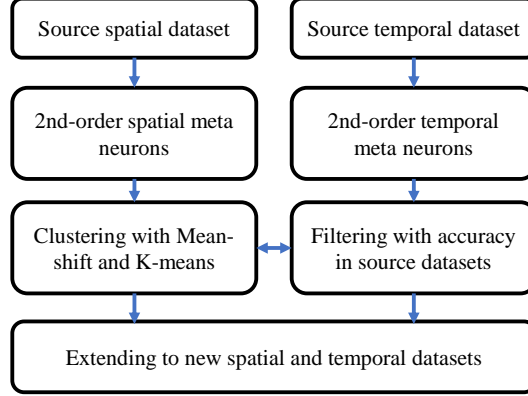 Source spatial dataset
Source temporal dataset
2nd-order spatial meta
neurons
2nd-order temporal
meta neurons
Clustering with Mean-
shift and K-means
Filtering with accuracy
in source datasets
Extending to new spatial and temporal datasets